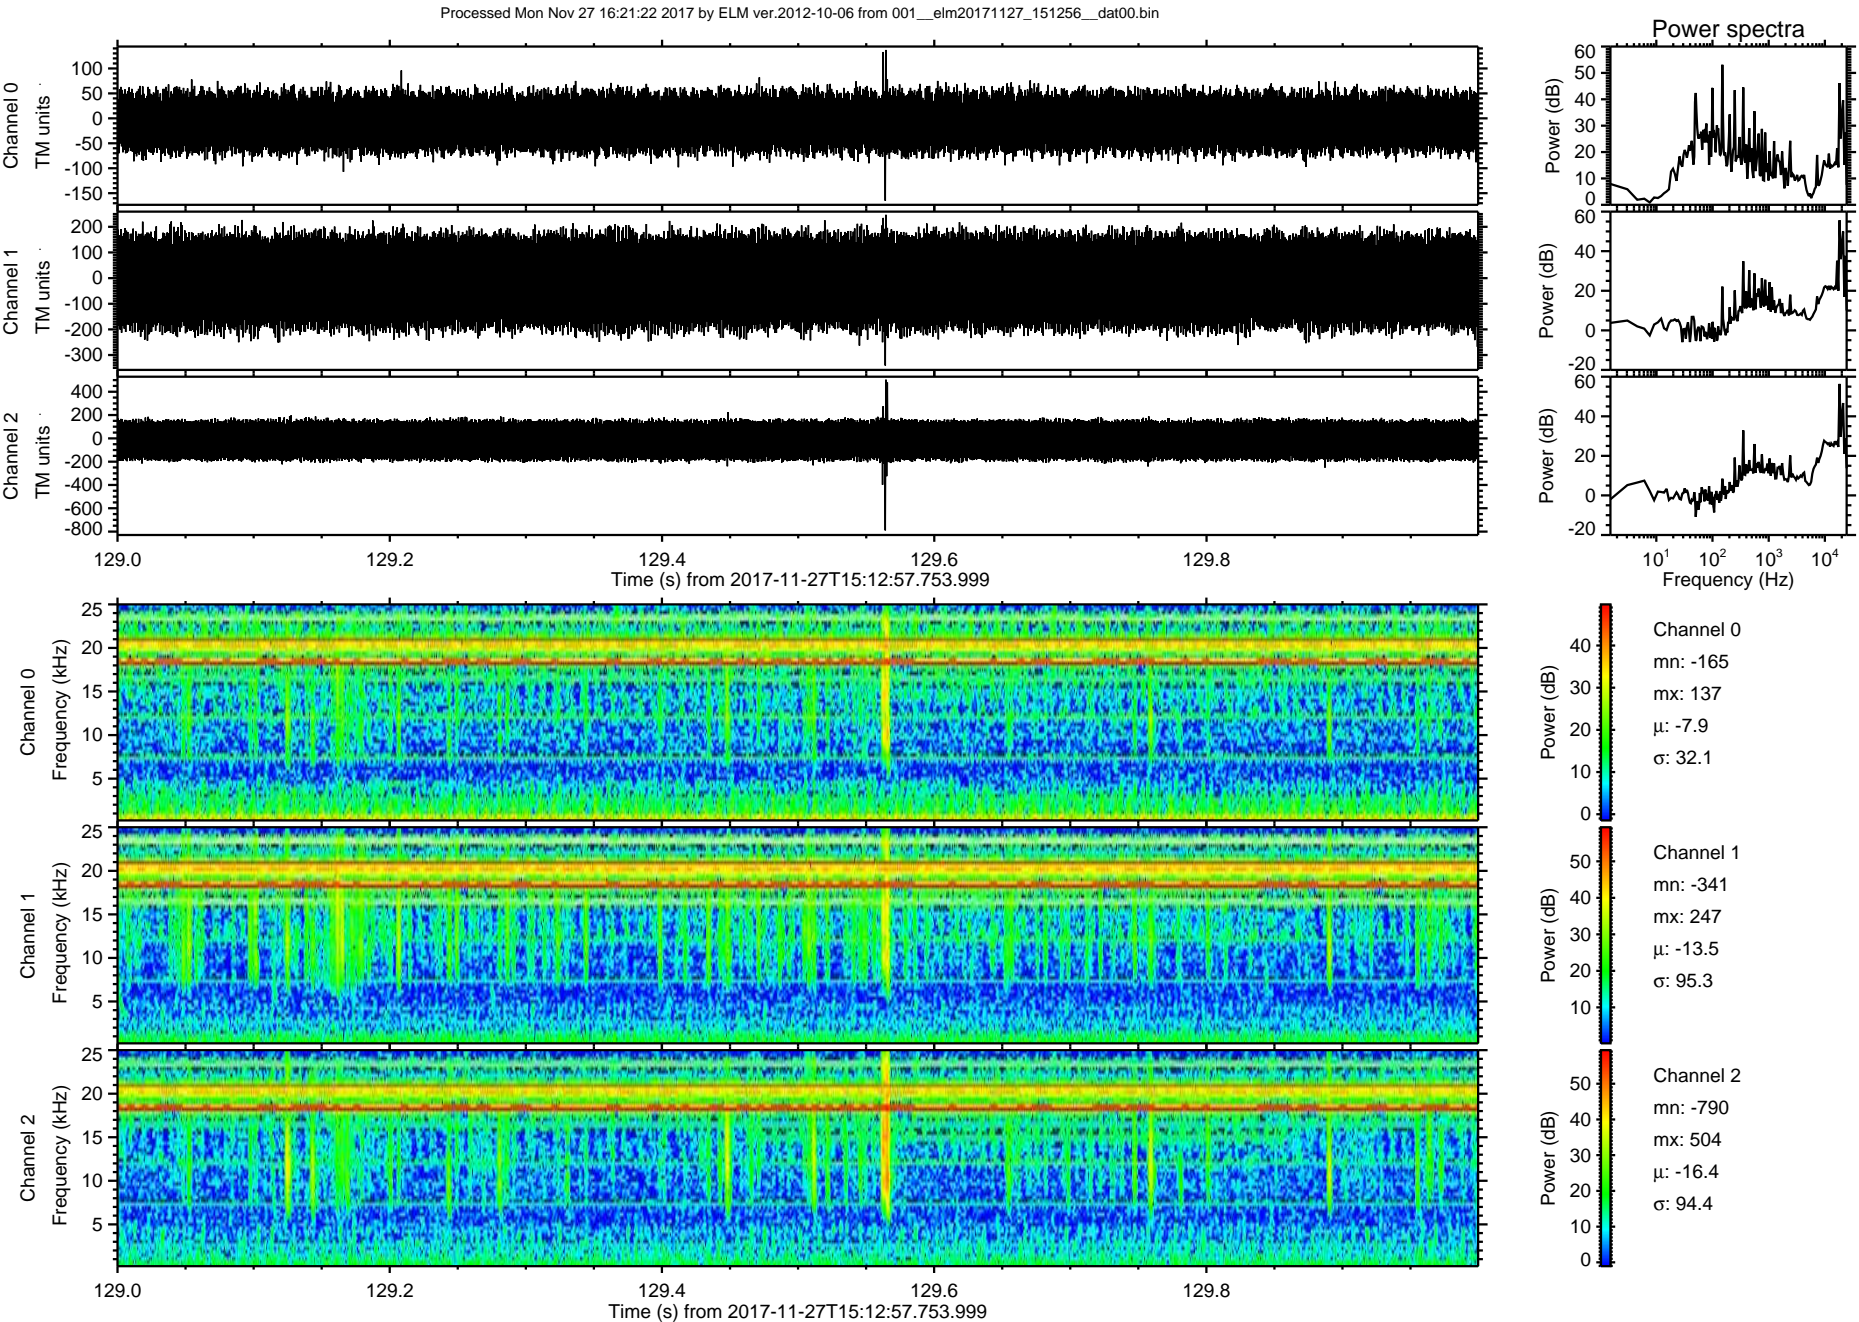 Processed Mon Nov 27 16:21:22 2017 by ELM ver.2012-10-06 from 001__elm20171127_151256__dat00.bin
Power spectra
Channel 0
TM units
100
50
0
-50
-100
-150
Power (dB)
60
50
40
30
20
10
0
Channel 1
TM units
200
100
0
-100
-200
-300
Power (dB)
60
40
20
0
-20
Channel 2
TM units
400
200
0
-200
-400
-600
-800
Power (dB)
60
40
20
0
-20
129.0 129.2 129.4 129.6 129.8
Time (s) from 2017-11-27T15:12:57.753.999
10^1 10^2 10^3 10^4
Frequency (Hz)
Channel 0
Frequency (kHz)
25
20
15
10
5
Power (dB)
40
30
20
10
0
Channel 0
mn: -165
mx: 137
μ: -7.9
σ: 32.1
Channel 1
Frequency (kHz)
25
20
15
10
5
Power (dB)
50
40
30
20
10
Channel 1
mn: -341
mx: 247
μ: -13.5
σ: 95.3
Channel 2
Frequency (kHz)
25
20
15
10
5
Power (dB)
50
40
30
20
10
0
Channel 2
mn: -790
mx: 504
μ: -16.4
σ: 94.4
129.0 129.2 129.4 129.6 129.8
Time (s) from 2017-11-27T15:12:57.753.999